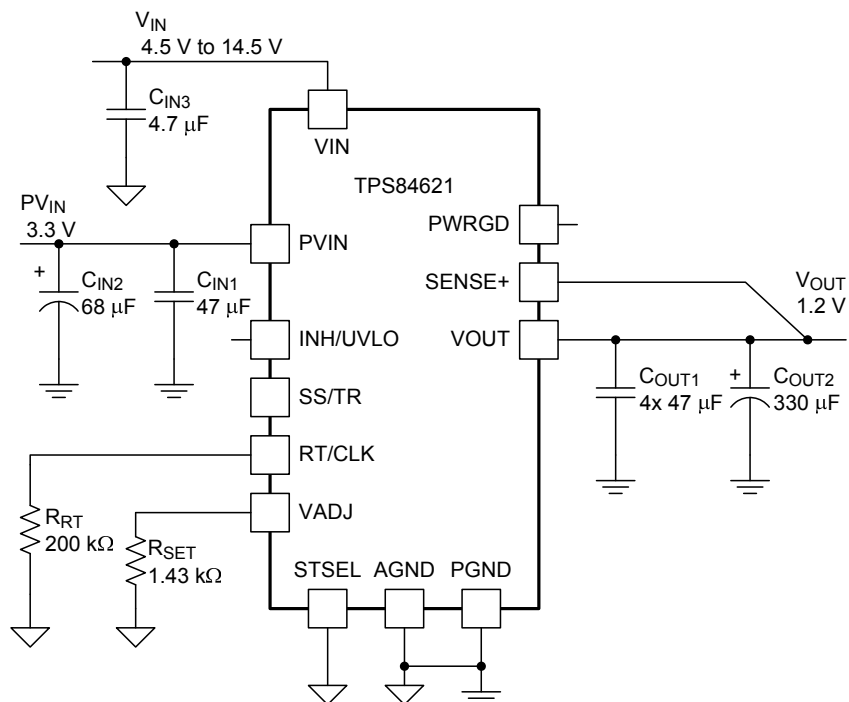 VIN
4.5 V to 14.5 V
CIN3
4.7 µF
VIN
TPS84621
PVIN
3.3 V
PVIN
PWRGD
+
CIN2
68 µF
CIN1
47 µF
SENSE+
VOUT
1.2 V
INH/UVLO
VOUT
SS/TR
COUT1
4x 47 µF
+
COUT2
330 µF
RT/CLK
VADJ
RRT
200 kΩ
RSET
1.43 kΩ
STSEL
AGND
PGND